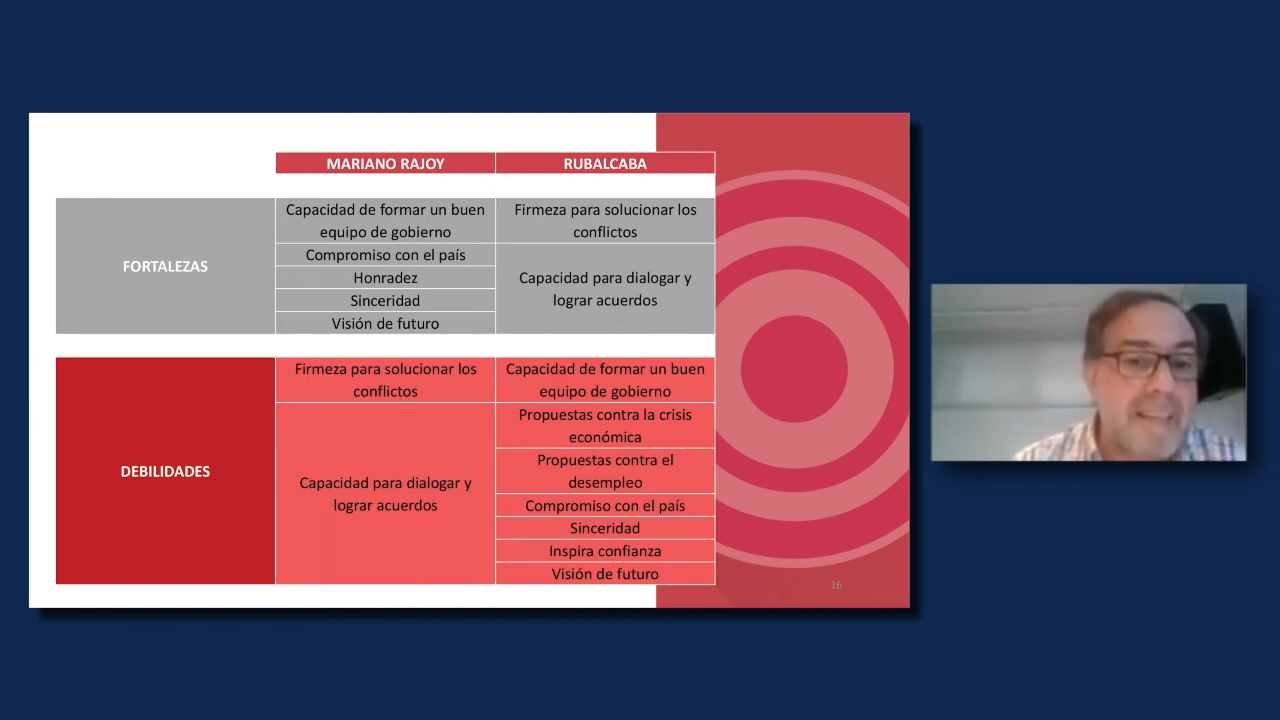 MARIANO RAJOY
RUBALCABA
FORTALEZAS
Capacidad de formar un buen
equipo de gobierno
Compromiso con el país
Honradez
Sinceridad
Visión de futuro
Firmeza para solucionar los
conflictos
Capacidad para dialogar y
lograr acuerdos
DEBILIDADES
Firmeza para solucionar los
conflictos
Capacidad para dialogar y
lograr acuerdos
Capacidad de formar un buen
equipo de gobierno
Propuestas contra la crisis
económica
Propuestas contra el
desempleo
Compromiso con el país
Sinceridad
Inspira confianza
Visión de futuro
16